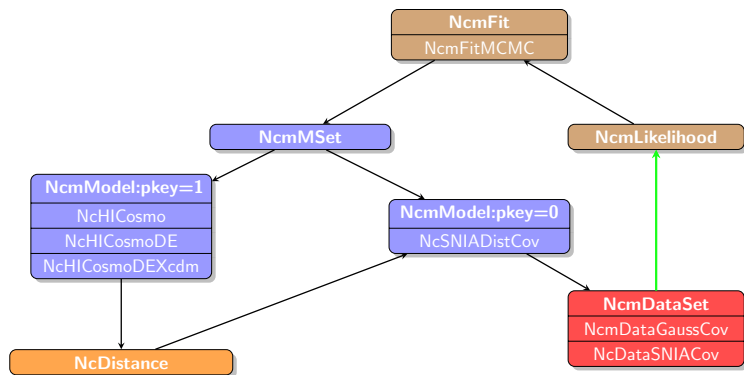 NcmFit
NcmFitMCMC
NcmMSet
NcmLikelihood
NcmModel:pkey=1
NcHICosmo
NcHICosmoDE
NcHICosmoDEXcdm
NcmModel:pkey=0
NcSNIADistCov
NcmDataSet
NcmDataGaussCov
NcDataSNIACov
NcDistance